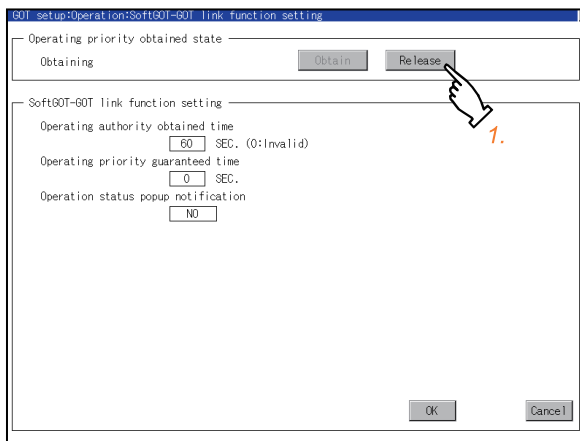 GOT setup:Operation:SoftGOT-GOT link function setting
Operating priority obtained state
Obtaining Obtain Release
1.
SoftGOT-GOT link function setting
Operating authority obtained time
60 SEC. (0:Invalid)
Operating priority guaranteed time
0 SEC.
Operation status popup notification
NO
OK Cancel